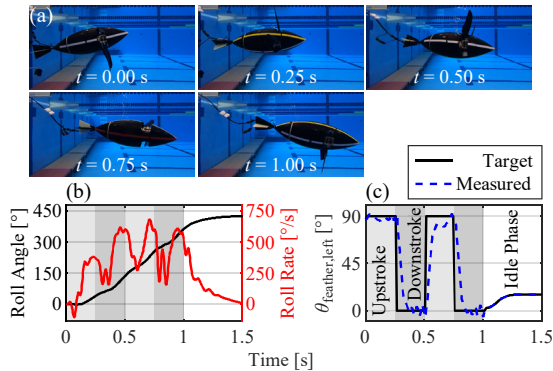 (a)
t = 0.00 s
t = 0.25 s
t = 0.50 s
t = 0.75 s
t = 1.00 s
Target
Measured
(b)
450
300
150
0
Roll Angle [°]
750
500
250
0
Roll Rate [°/s]
0
0.5
1
1.5
(c)
90
45
0
θfeather,left [°]
Upstroke
Downstroke
Idle Phase
0
0.5
1
1.5
Time [s]